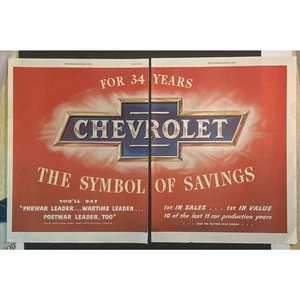 FOR 34 YEARS
CHEVROLET
THE SYMBOL OF SAVINGS
YOU'LL SAY
"PREWAR LEADER... WARTIME LEADER...
POSTWAR LEADER, TOO"
1st IN SALES . . . 1st IN VALUE
10 of the last 11 car production years